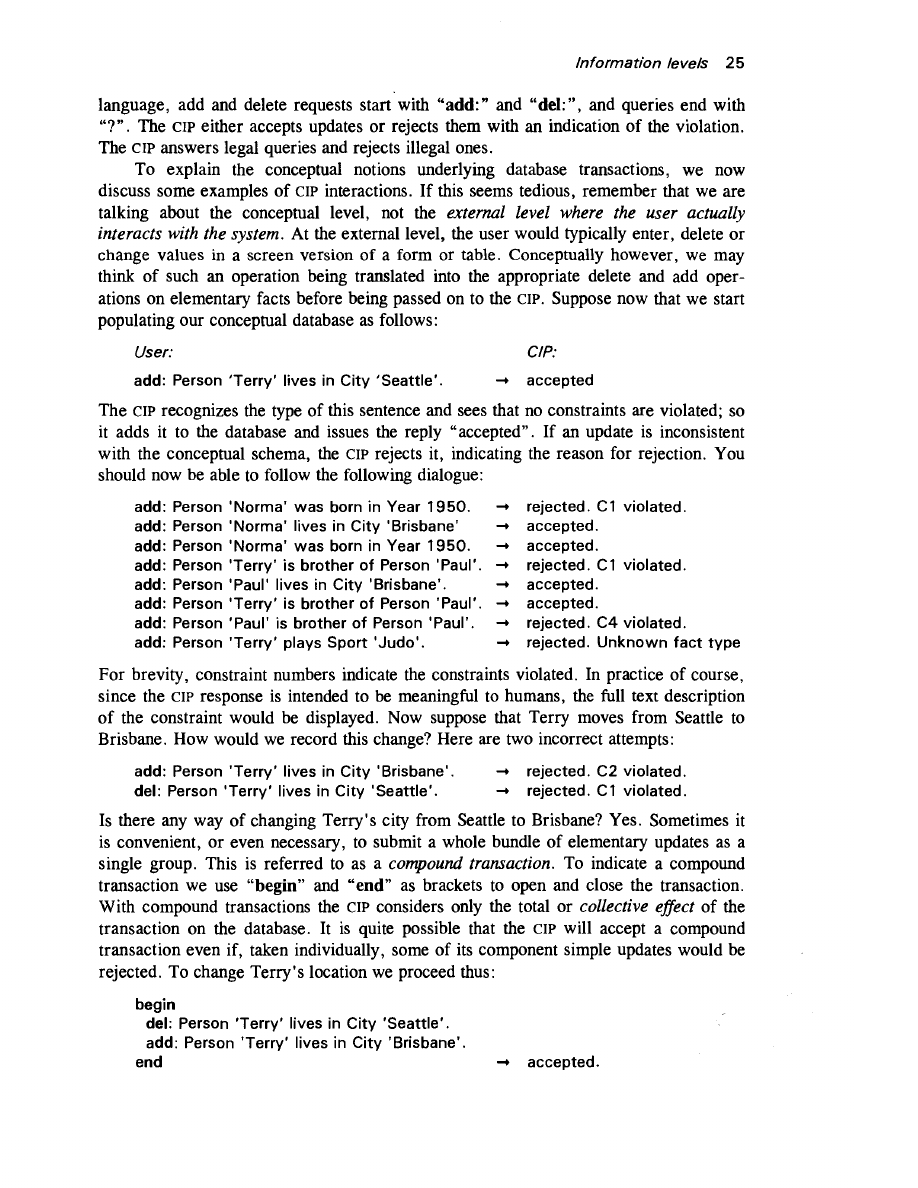 Information levels 25
language, add and delete requests start with “add:” and “del:”, and queries end with
“?”. The CIP either accepts updates or rejects them with an indication of the violation.
The CIP answers legal queries and rejects illegal ones.
To explain the conceptual notions underlying database transactions, we now
discuss some examples of CIP interactions. If this seems tedious, remember that we are
talking about the conceptual level, not the external level where the user actually
interacts with the system. At the external level, the user would typically enter, delete or
change values in a screen version of a form or table. Conceptually however, we may
think of such an operation being translated into the appropriate delete and add oper-
ations on elementary facts before being passed on to the CIP. Suppose now that we start
populating our conceptual database as follows:
User: CIP:
add: Person 'Terry' lives in City 'Seattle'. → accepted
The CIP recognizes the type of this sentence and sees that no constraints are violated; so
it adds it to the database and issues the reply “accepted”. If an update is inconsistent
with the conceptual schema, the CIP rejects it, indicating the reason for rejection. You
should now be able to follow the following dialogue:
add: Person 'Norma' was born in Year 1950. → rejected. C1 violated.
add: Person 'Norma' lives in City 'Brisbane' → accepted.
add: Person 'Norma' was born in Year 1950. → accepted.
add: Person 'Terry' is brother of Person 'Paul'. → rejected. C1 violated.
add: Person 'Paul' lives in City 'Brisbane'. → accepted.
add: Person 'Terry' is brother of Person 'Paul'. → accepted.
add: Person 'Paul' is brother of Person 'Paul'. → rejected. C4 violated.
add: Person 'Terry' plays Sport 'Judo'. → rejected. Unknown fact type
For brevity, constraint numbers indicate the constraints violated. In practice of course,
since the CIP response is intended to be meaningful to humans, the full text description
of the constraint would be displayed. Now suppose that Terry moves from Seattle to
Brisbane. How would we record this change? Here are two incorrect attempts:
add: Person 'Terry' lives in City 'Brisbane'. → rejected. C2 violated.
del: Person 'Terry' lives in City 'Seattle'. → rejected. C1 violated.
Is there any way of changing Terry's city from Seattle to Brisbane? Yes. Sometimes it
is convenient, or even necessary, to submit a whole bundle of elementary updates as a
single group. This is referred to as a compound transaction. To indicate a compound
transaction we use “begin” and “end” as brackets to open and close the transaction.
With compound transactions the CIP considers only the total or collective effect of the
transaction on the database. It is quite possible that the CIP will accept a compound
transaction even if, taken individually, some of its component simple updates would be
rejected. To change Terry's location we proceed thus:
begin
del: Person 'Terry' lives in City 'Seattle'.
add: Person 'Terry' lives in City 'Brisbane'.
end → accepted.